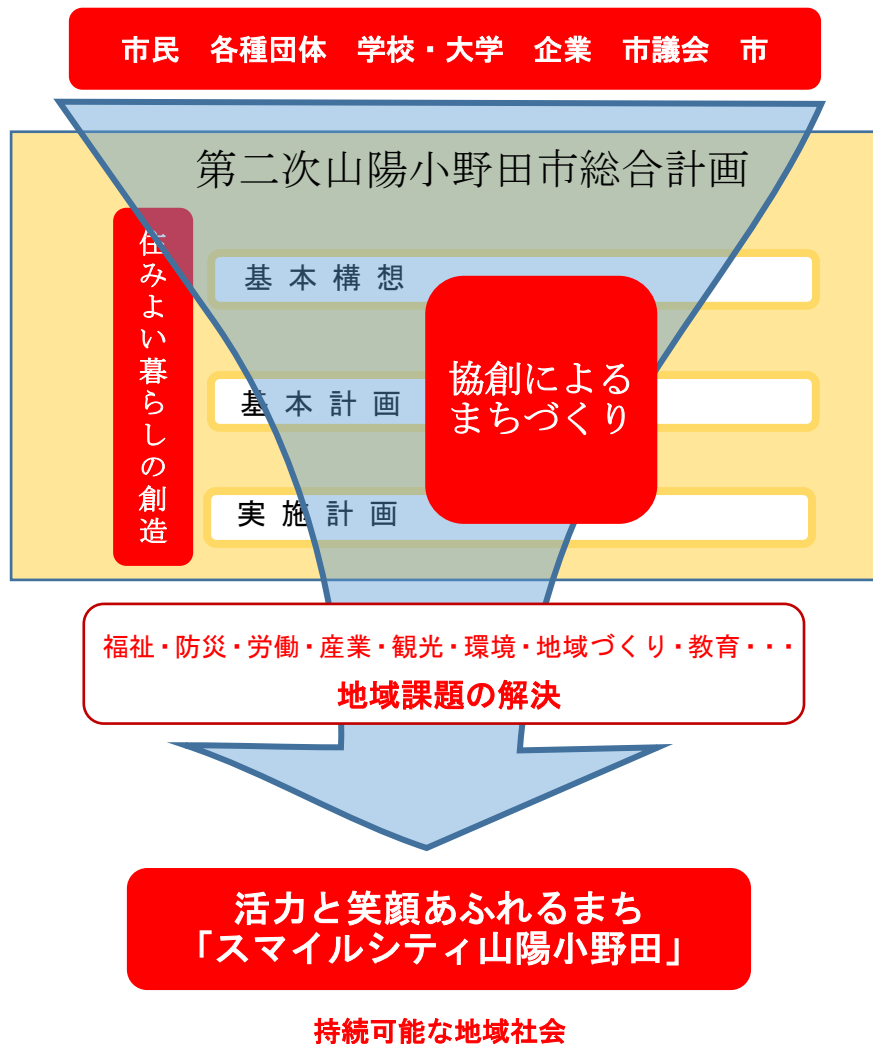 市民　各種団体　学校・大学　企業　市議会　市
第二次山陽小野田市総合計画
住みよい暮らしの創造
基本構想
基本計画
実施計画
協創による
まちづくり
福祉・防災・労働・産業・観光・環境・地域づくり・教育・・・
地域課題の解決
活力と笑顔あふれるまち
「スマイルシティ山陽小野田」
持続可能な地域社会